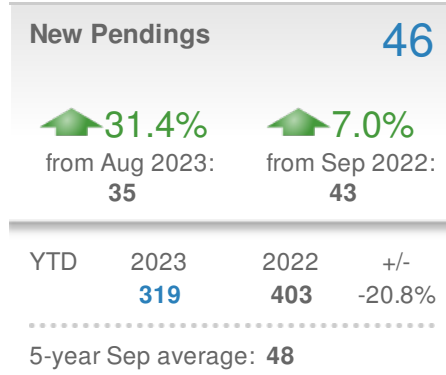 New Pendings 46
31.4% 7.0%
from Aug 2023: from Sep 2022:
35 43
YTD 2023 2022 +/-
319 403 -20.8%
5-year Sep average: 48